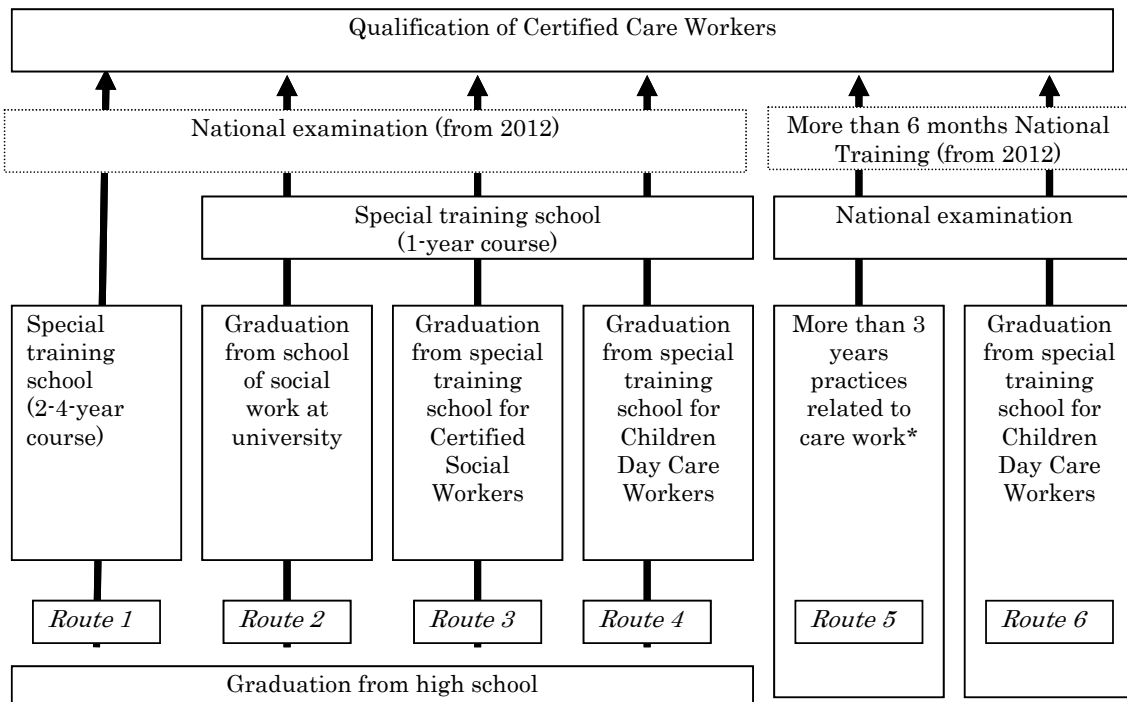 Qualification of Certified Care Workers
National examination (from 2012)
More than 6 months National
Training (from 2012)
Special training school
(1-year course)
National examination
Special
training
school
(2-4-year
course)
Graduation
from school
of social
work at
university
Graduation
from special
training
school for
Certified
Social
Workers
Graduation
from special
training
school for
Children
Day Care
Workers
More than 3
years
practices
related to
care work*
Graduation
from special
training
school for
Children
Day Care
Workers
Route 1
Route 2
Route 3
Route 4
Route 5
Route 6
Graduation from high school